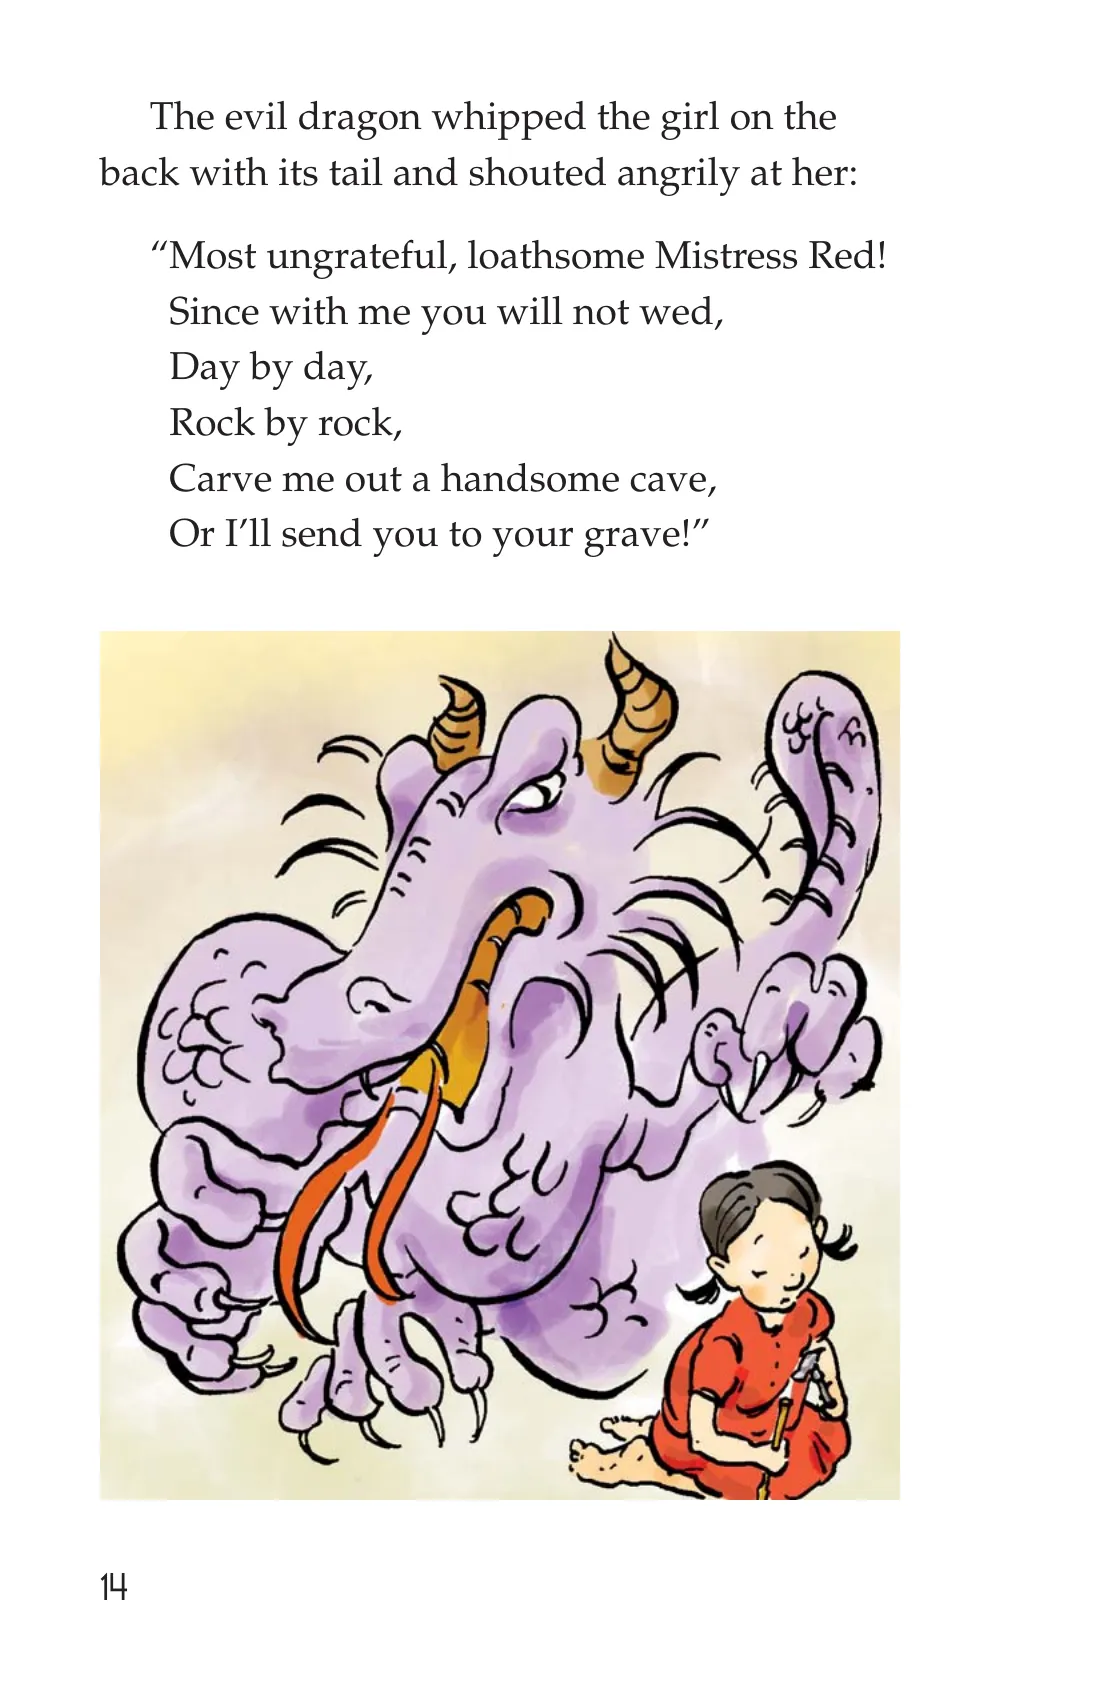 The evil dragon whipped the girl on the
back with its tail and shouted angrily at her:
“Most ungrateful, loathsome Mistress Red!
Since with me you will not wed,
Day by day,
Rock by rock,
Carve me out a handsome cave,
Or I’ll send you to your grave!”
14